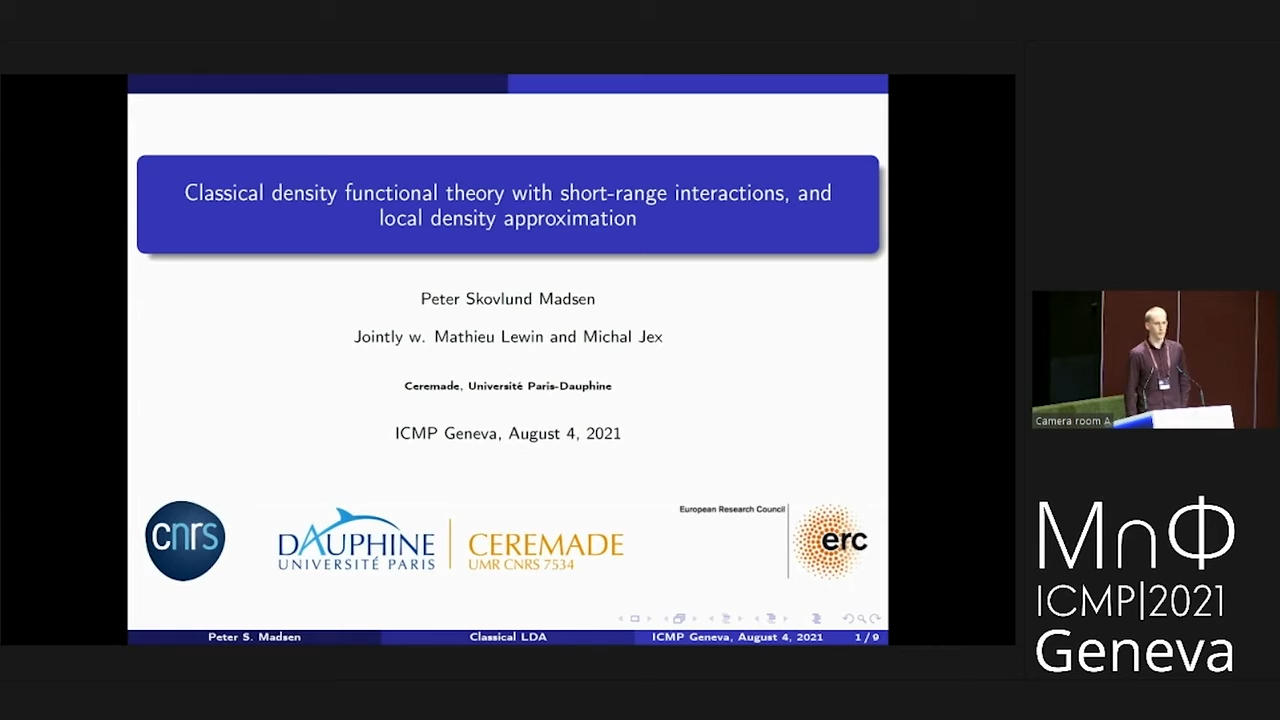 Classical density functional theory with short-range interactions, and
local density approximation
Peter Skovlund Madsen
Jointly w. Mathieu Lewin and Michal Jex
Ceremade, Université Paris-Dauphine
ICMP Geneva, August 4, 2021
cnrs
DAUPHINE
UNIVERSITÉ PARIS
CEREMADE
UMR CNRS 7534
European Research Council
erc
Peter S. Madsen
Classical LDA
ICMP Geneva, August 4, 2021
1 / 9
Camera room A
M∩Φ
ICMP|2021
Geneva